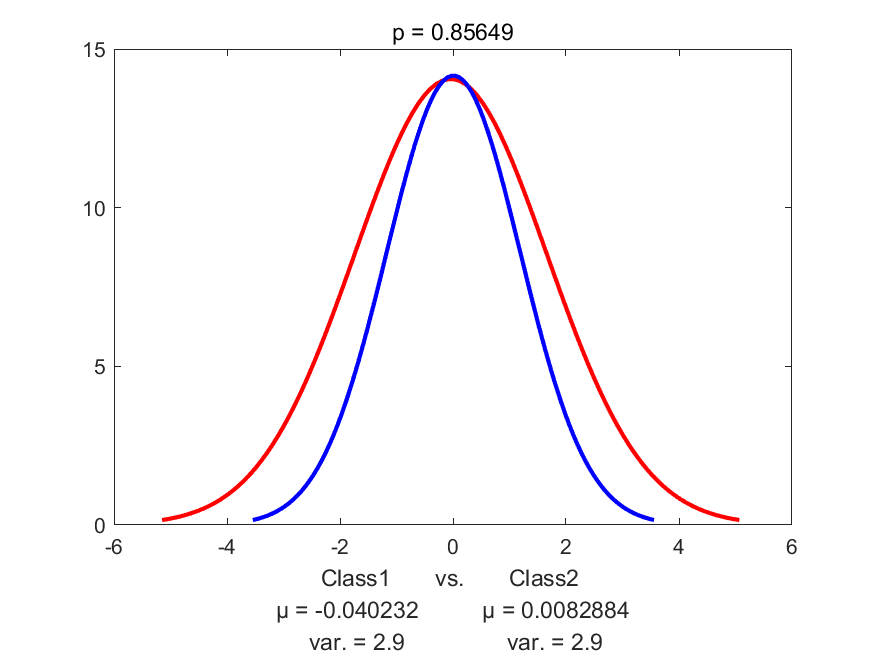 p = 0.85649
15
10
5
0
-6 -4 -2 0 2 4 6
Class1 vs. Class2
μ = -0.040232 μ = 0.0082884
var. = 2.9 var. = 2.9